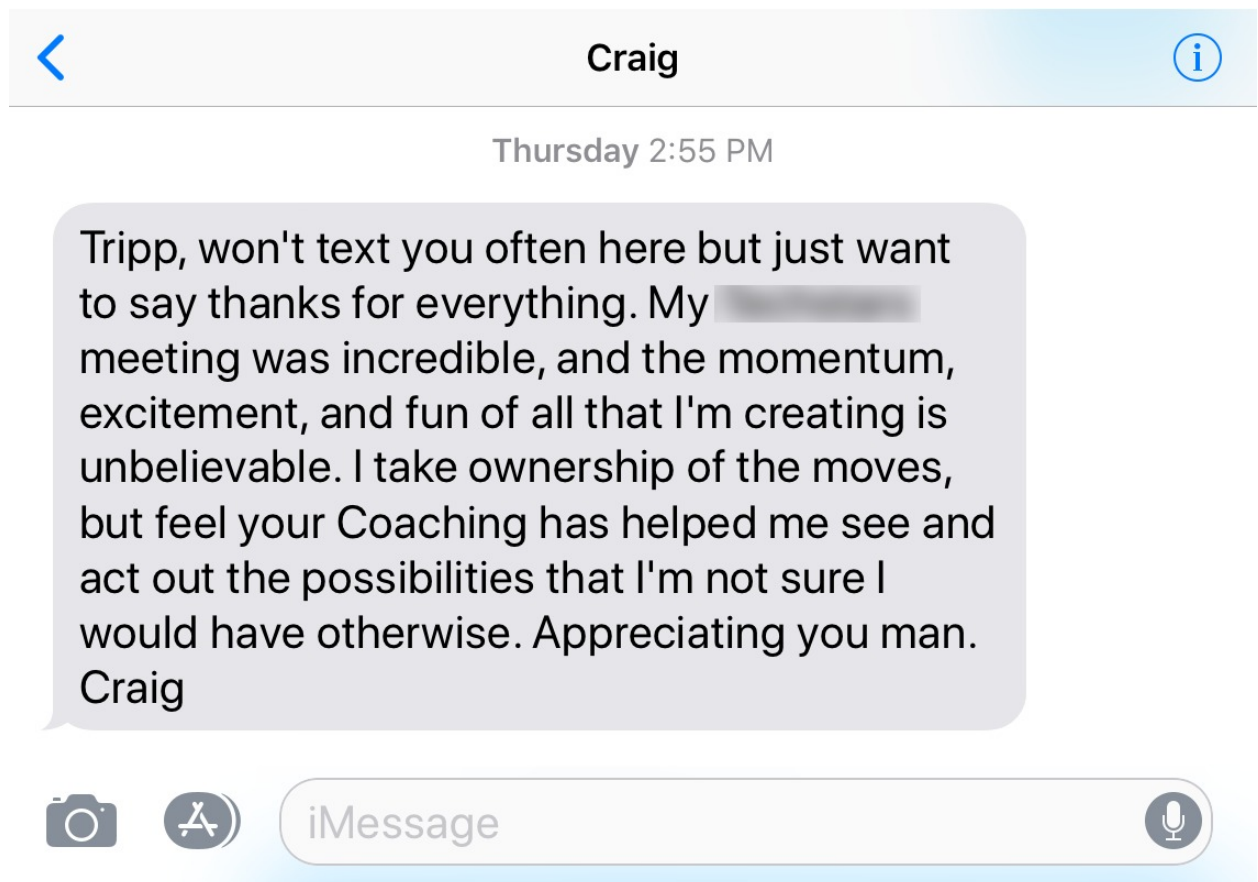 Craig
Thursday 2:55 PM
Tripp, won't text you often here but just want
to say thanks for everything. My
meeting was incredible, and the momentum,
excitement, and fun of all that I'm creating is
unbelievable. I take ownership of the moves,
but feel your Coaching has helped me see and
act out the possibilities that I'm not sure I
would have otherwise. Appreciating you man.
Craig
iMessage